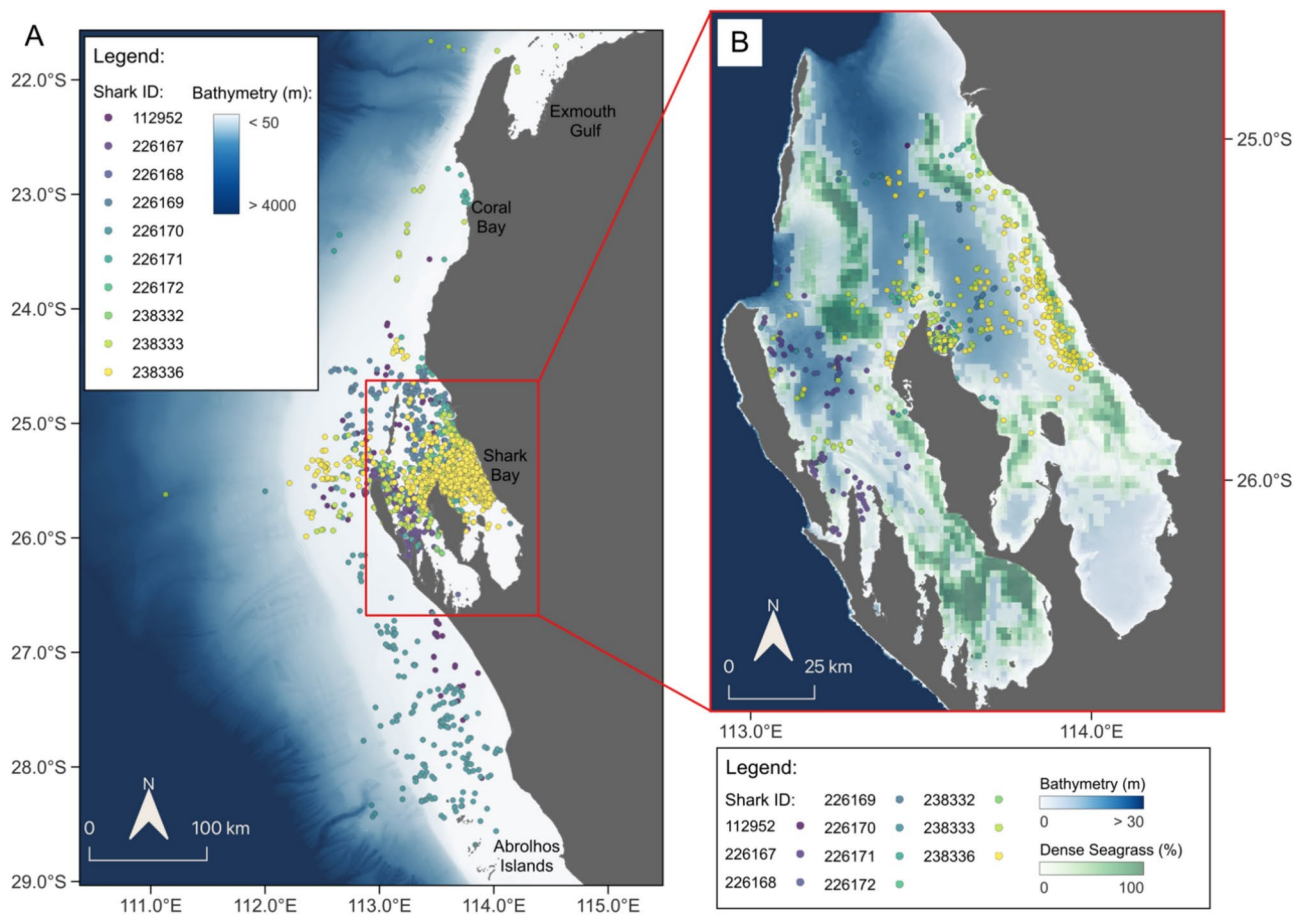 A
Legend:
Shark ID:
Bathymetry (m):
112952
226167
226168
226169
226170
226171
226172
238332
238333
238336
< 50
> 4000
22.0°S
23.0°S
24.0°S
25.0°S
26.0°S
27.0°S
28.0°S
29.0°S
Exmouth
Gulf
Coral
Bay
Shark
Bay
Abrolhos
Islands
N
0 100 km
111.0°E 112.0°E 113.0°E 114.0°E 115.0°E
B
25.0°S
26.0°S
N
0 25 km
113.0°E 114.0°E
Legend:
Shark ID:
112952
226167
226168
226169
226170
226171
226172
238332
238333
238336
Bathymetry (m)
0 > 30
Dense Seagrass (%)
0 100